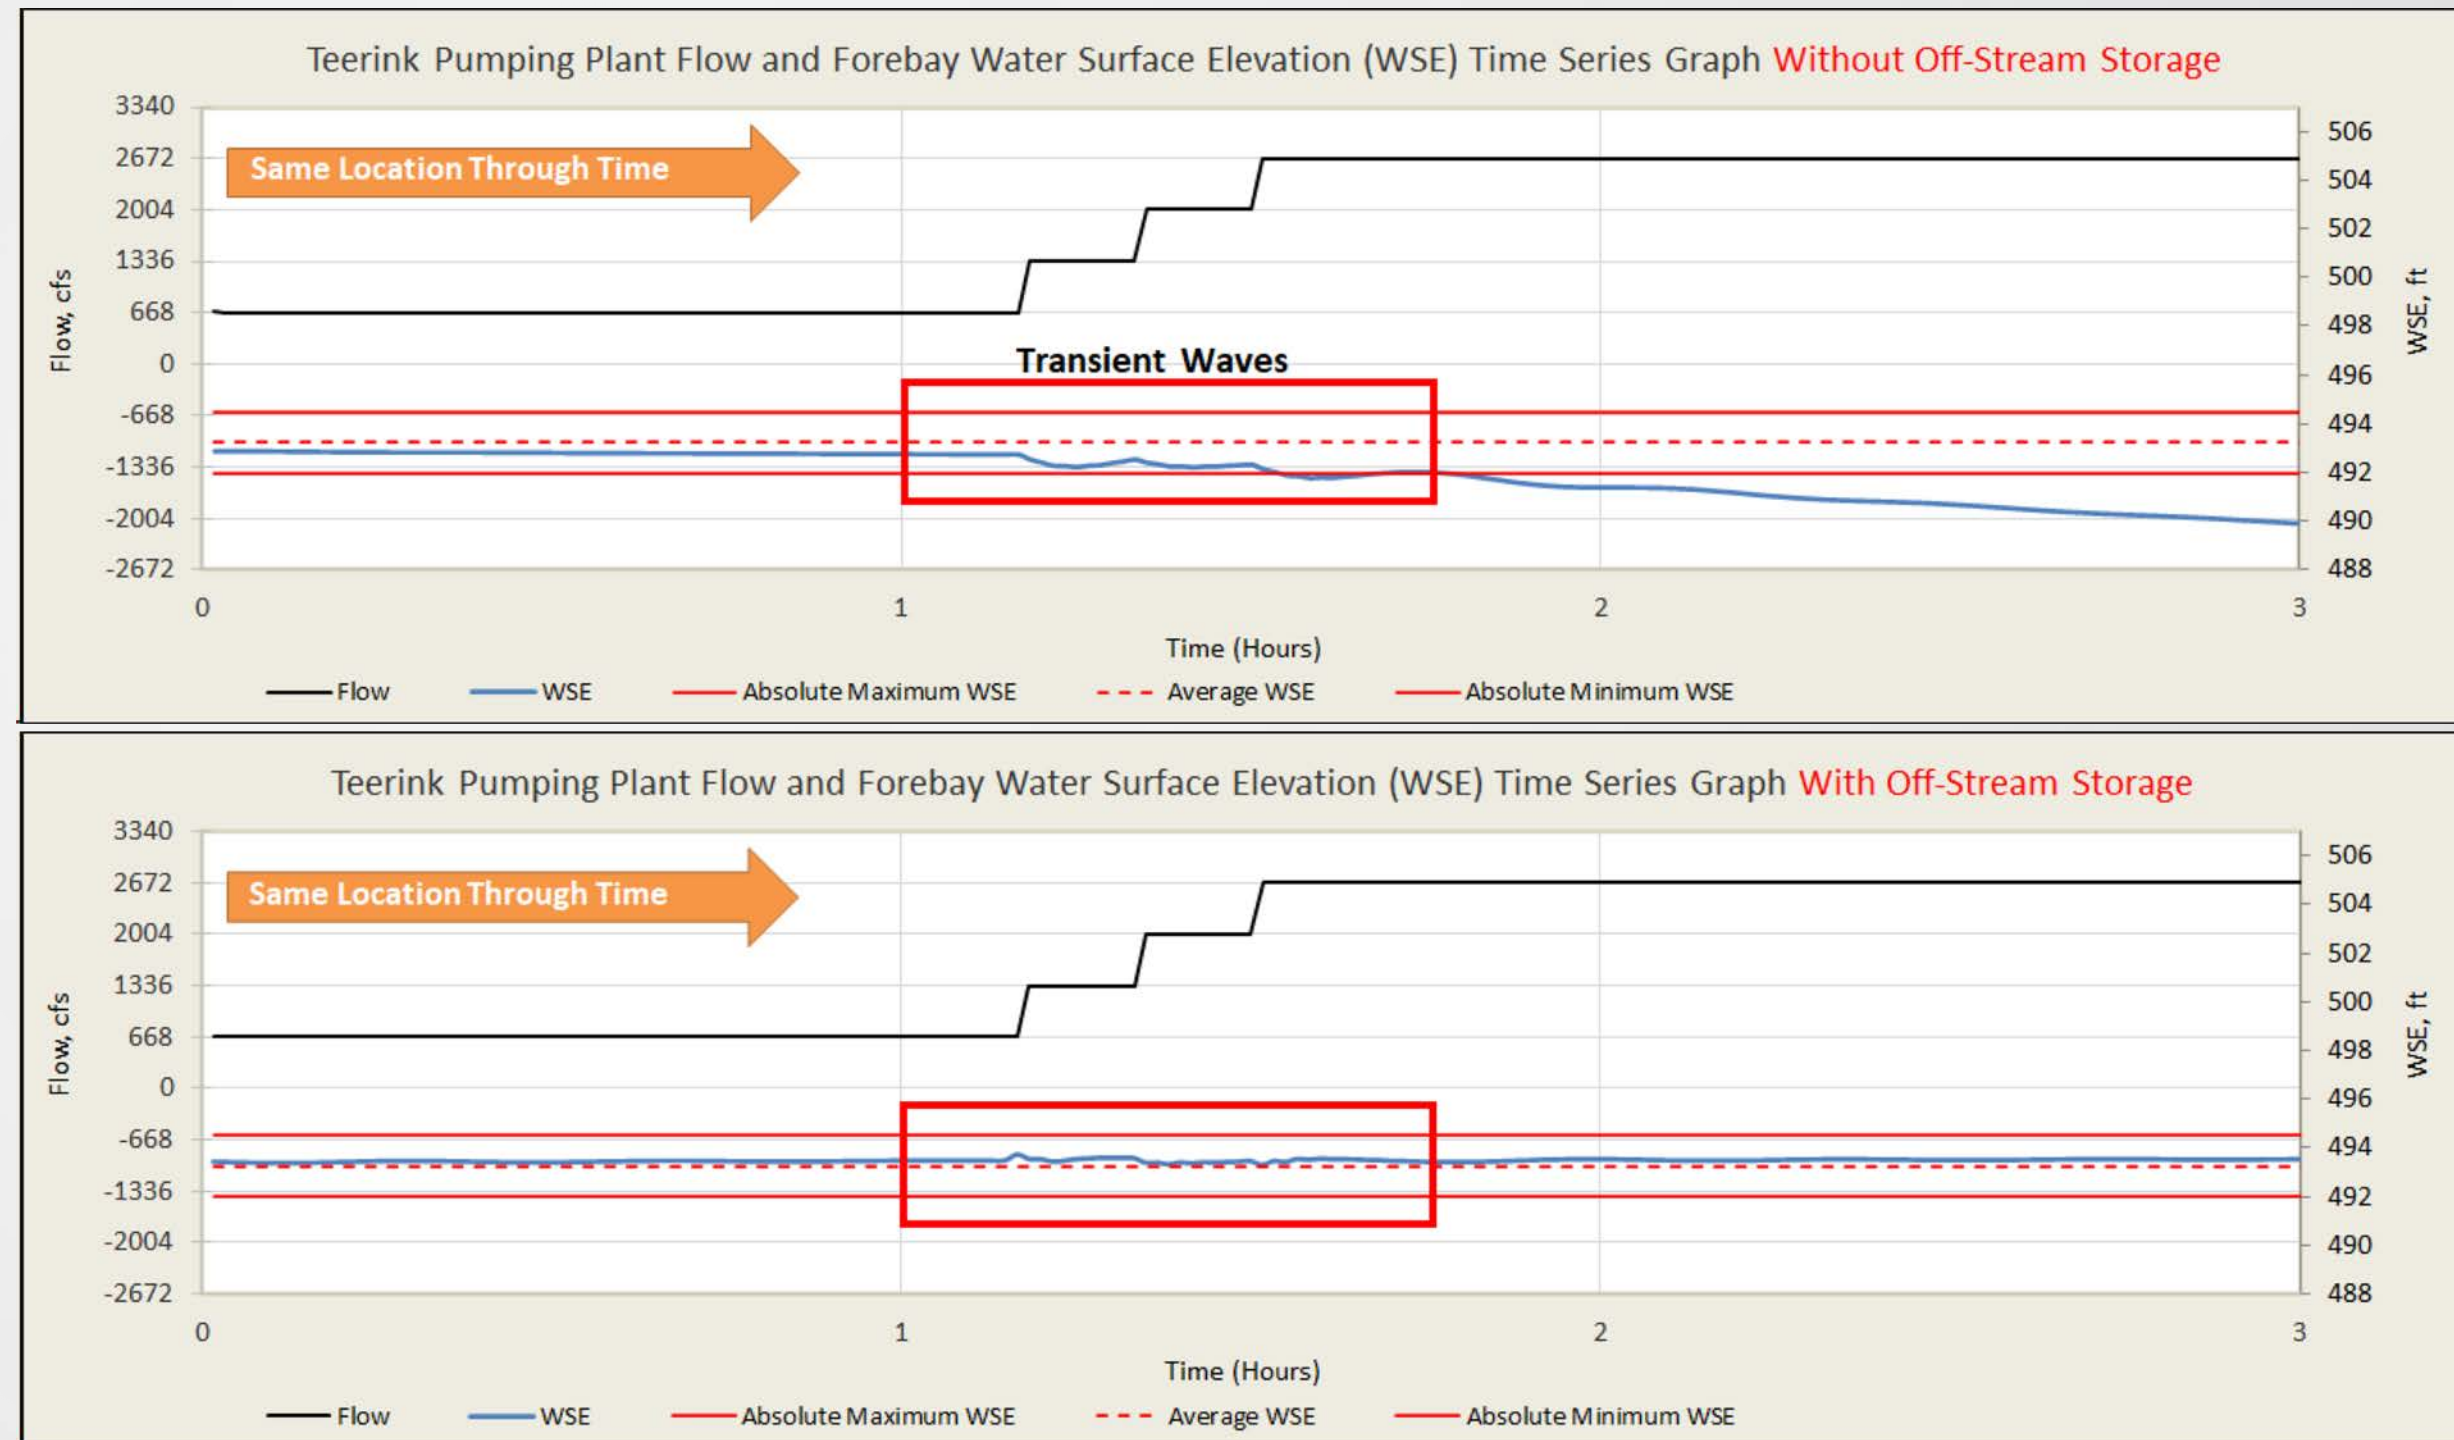 Teerink Pumping Plant Flow and Forebay Water Surface Elevation (WSE) Time Series Graph Without Off-Stream Storage
3340
2672
2004
1336
668
0
-668
-1336
-2004
-2672
Flow, cfs
Same Location Through Time
Transient Waves
506
504
502
500
498
496
494
492
490
488
WSE, ft
0
1
2
3
Time (Hours)
Flow
WSE
Absolute Maximum WSE
Average WSE
Absolute Minimum WSE
Teerink Pumping Plant Flow and Forebay Water Surface Elevation (WSE) Time Series Graph With Off-Stream Storage
3340
2672
2004
1336
668
0
-668
-1336
-2004
-2672
Flow, cfs
Same Location Through Time
506
504
502
500
498
496
494
492
490
488
WSE, ft
0
1
2
3
Time (Hours)
Flow
WSE
Absolute Maximum WSE
Average WSE
Absolute Minimum WSE